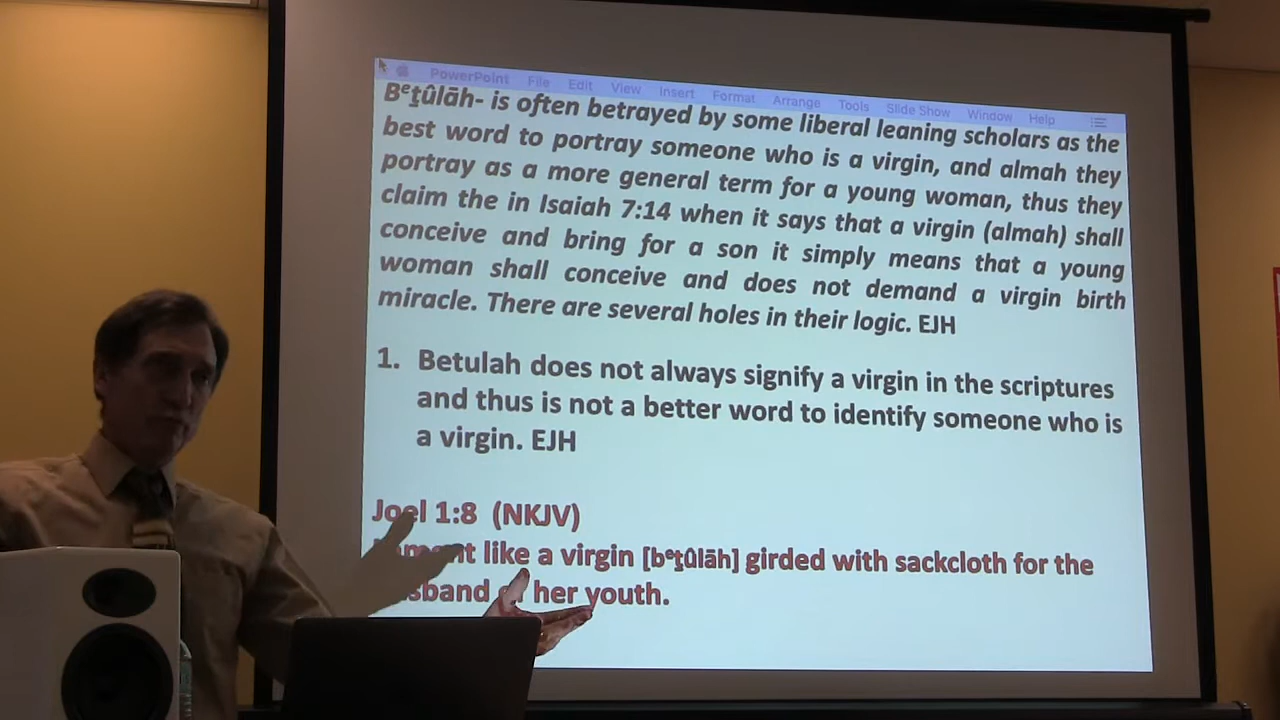 PowerPoint File Edit View Insert Format Arrange Tools Slide Show Window Help
Bᵉṯûlāh- is often betrayed by some liberal leaning scholars as the
best word to portray someone who is a virgin, and almah they
portray as a more general term for a young woman, thus they
claim the in Isaiah 7:14 when it says that a virgin (almah) shall
conceive and bring for a son it simply means that a young
woman shall conceive and does not demand a virgin birth
miracle. There are several holes in their logic. EJH
1. Betulah does not always signify a virgin in the scriptures
and thus is not a better word to identify someone who is
a virgin. EJH
Joel 1:8 (NKJV)
like a virgin [bᵉṯûlāh] girded with sackcloth for the
her youth.